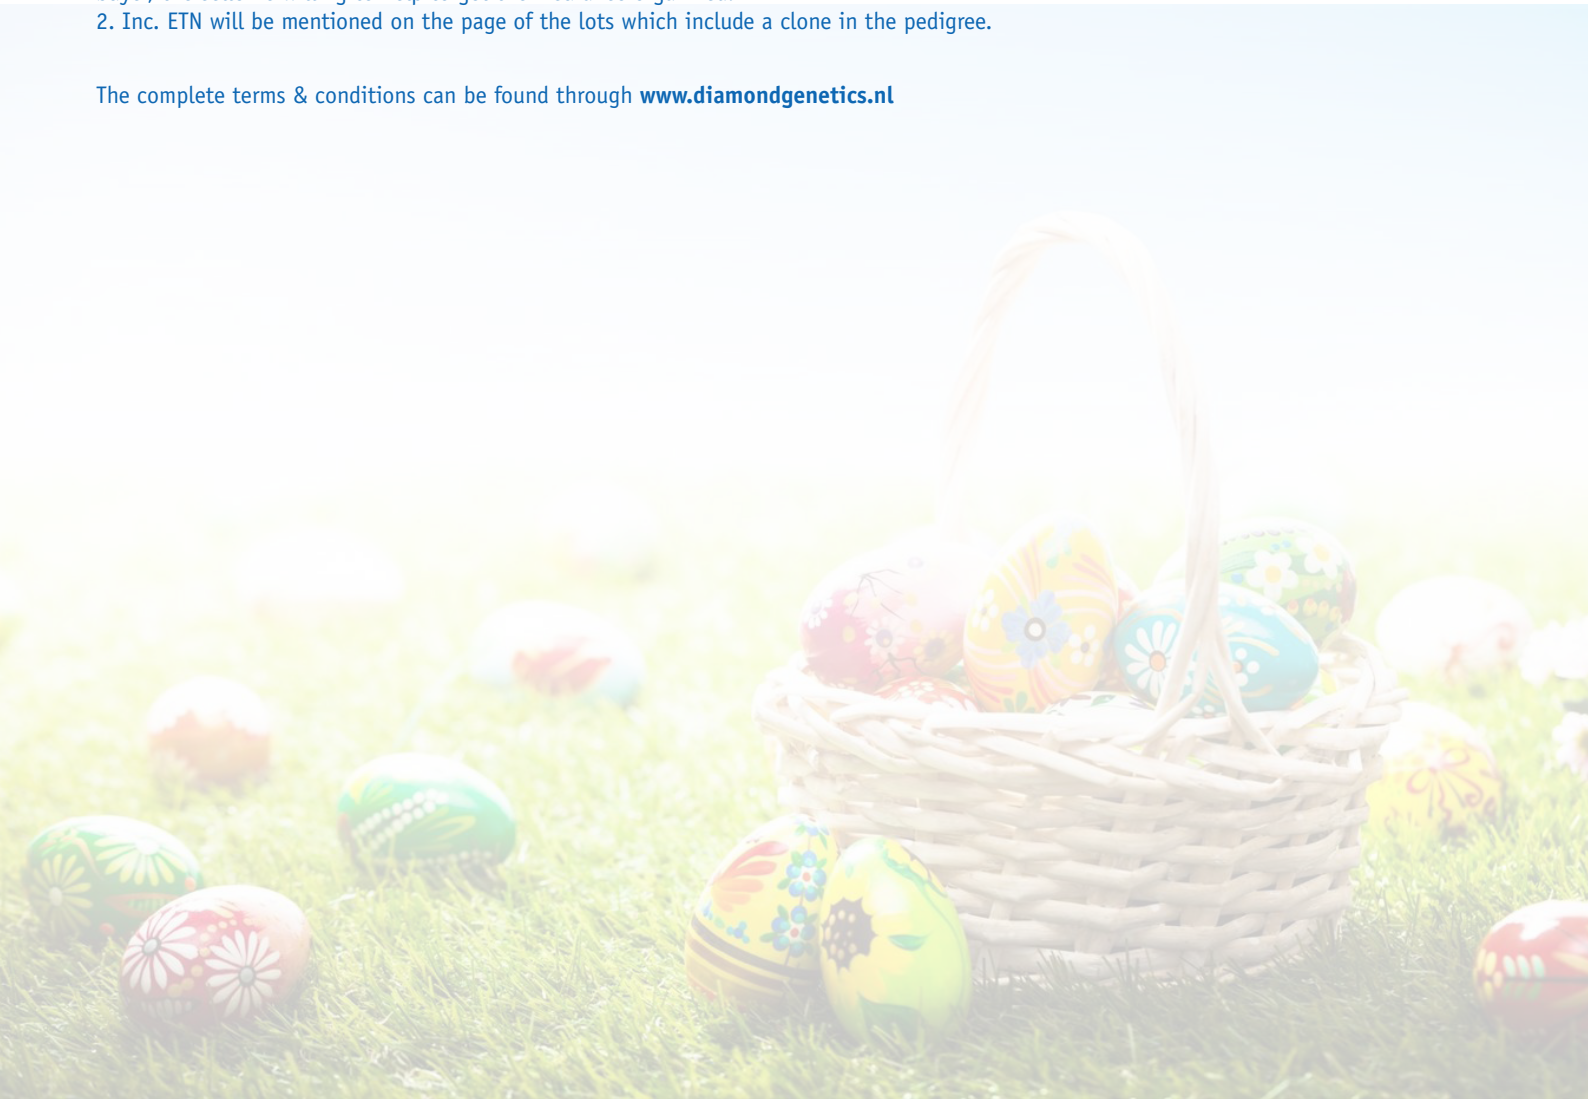 2. Inc. ETN will be mentioned on the page of the lots which include a clone in the pedigree.
The complete terms & conditions can be found through www.diamondgenetics.nl